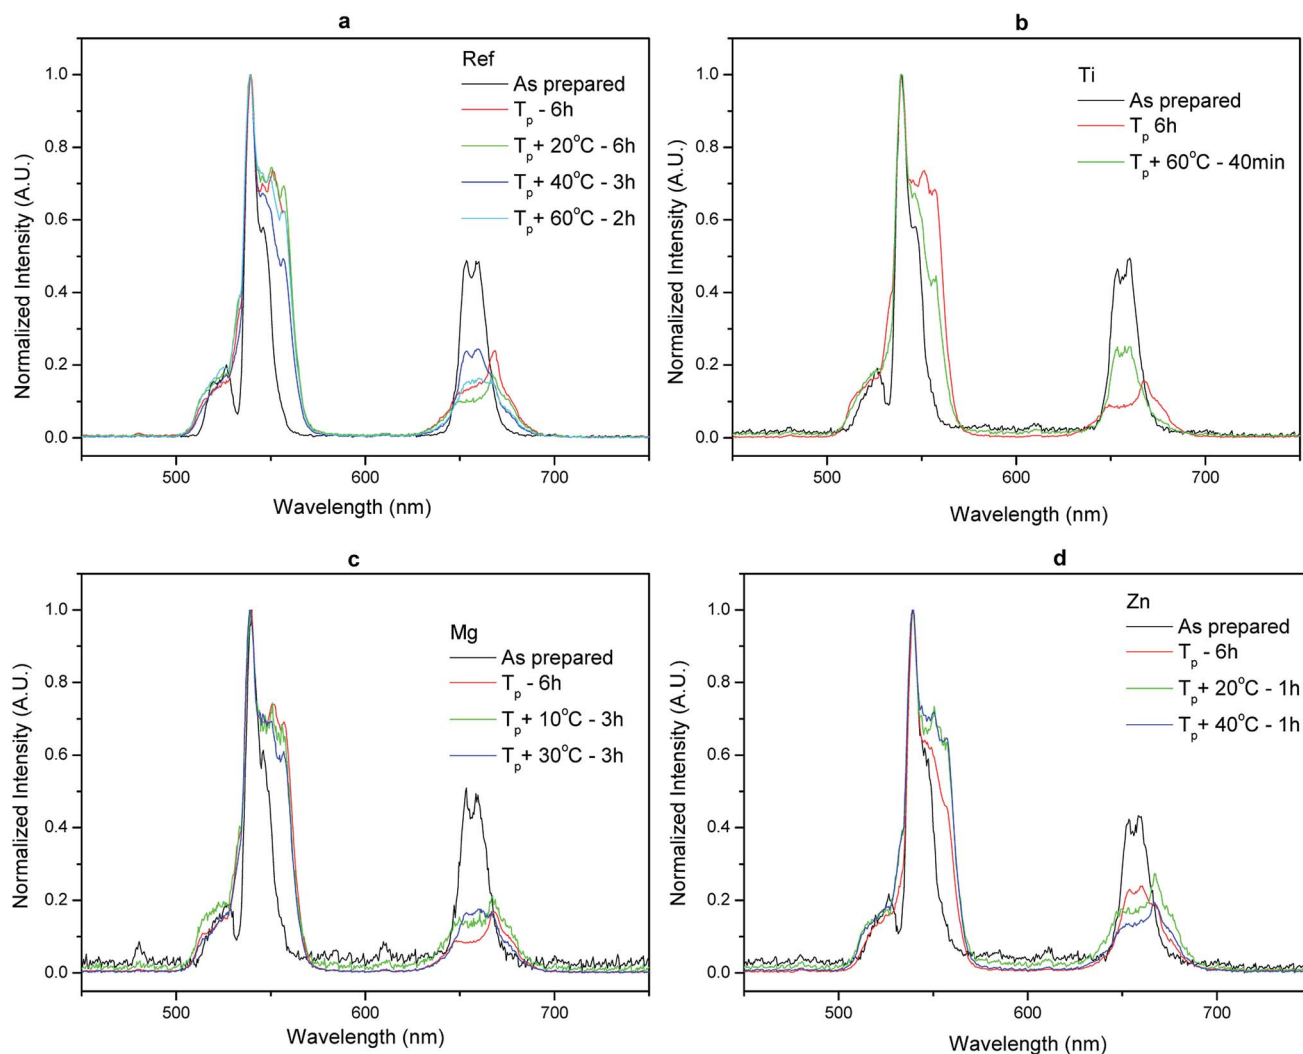 a
Ref
As prepared
Tp - 6h
Tp + 20°C - 6h
Tp + 40°C - 3h
Tp + 60°C - 2h
1.0
0.8
0.6
0.4
0.2
0.0
Normalized Intensity (A.U.)
500
600
700
Wavelength (nm)
b
Ti
As prepared
Tp 6h
Tp + 60°C - 40min
1.0
0.8
0.6
0.4
0.2
0.0
Normalized Intensity (A.U.)
500
600
700
Wavelength (nm)
c
Mg
As prepared
Tp - 6h
Tp + 10°C - 3h
Tp + 30°C - 3h
1.0
0.8
0.6
0.4
0.2
0.0
Normalized Intensity (A.U.)
500
600
700
Wavelength (nm)
d
Zn
As prepared
Tp - 6h
Tp + 20°C - 1h
Tp + 40°C - 1h
1.0
0.8
0.6
0.4
0.2
0.0
Normalized Intensity (A.U.)
500
600
700
Wavelength (nm)